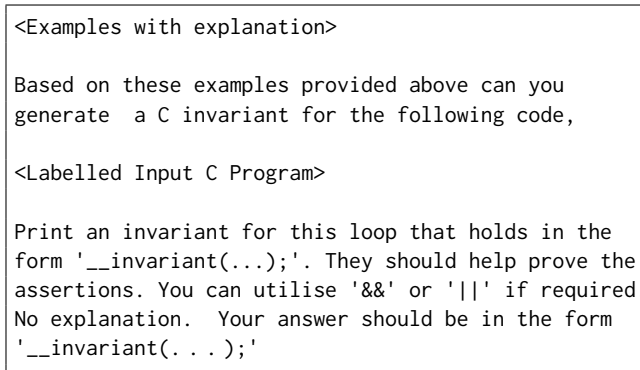 <Examples with explanation>
Based on these examples provided above can you
generate  a C invariant for the following code,
<Labelled Input C Program>
Print an invariant for this loop that holds in the
form '__invariant(...);'. They should help prove the
assertions. You can utilise '&&' or '||' if required
No explanation.  Your answer should be in the form
'__invariant(. . . );'